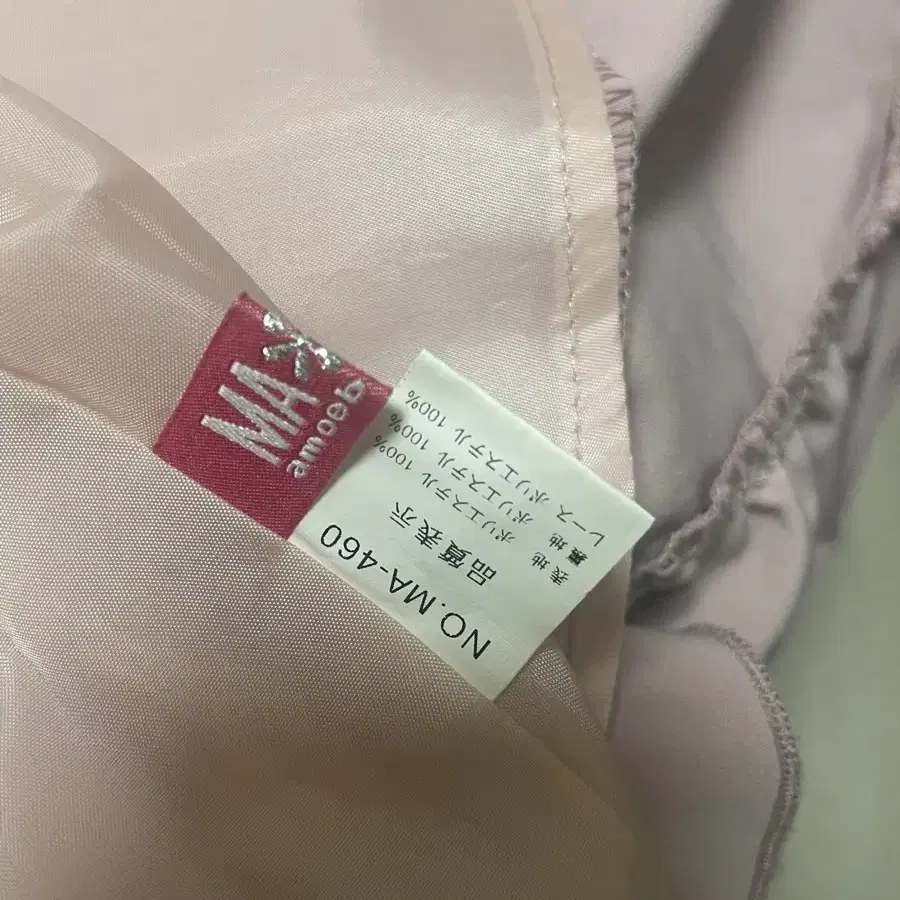 MA
amoeb
NO.MA-460
品質表示
表地 ポリエステル 100%
裏地 ポリエステル 100%
レース ポリエステル 100%